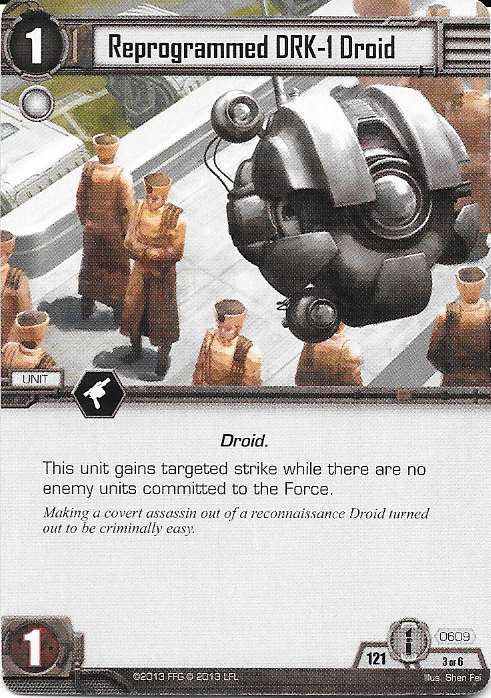 1
Reprogrammed DRK-1 Droid
UNIT
Droid.
This unit gains targeted strike while there are no
enemy units committed to the Force.
Making a covert assassin out of a reconnaissance Droid turned
out to be criminally easy.
1
0609
121
3 OF 6
©2013 FFG © 2013 LFL
Illus. Shen Fei